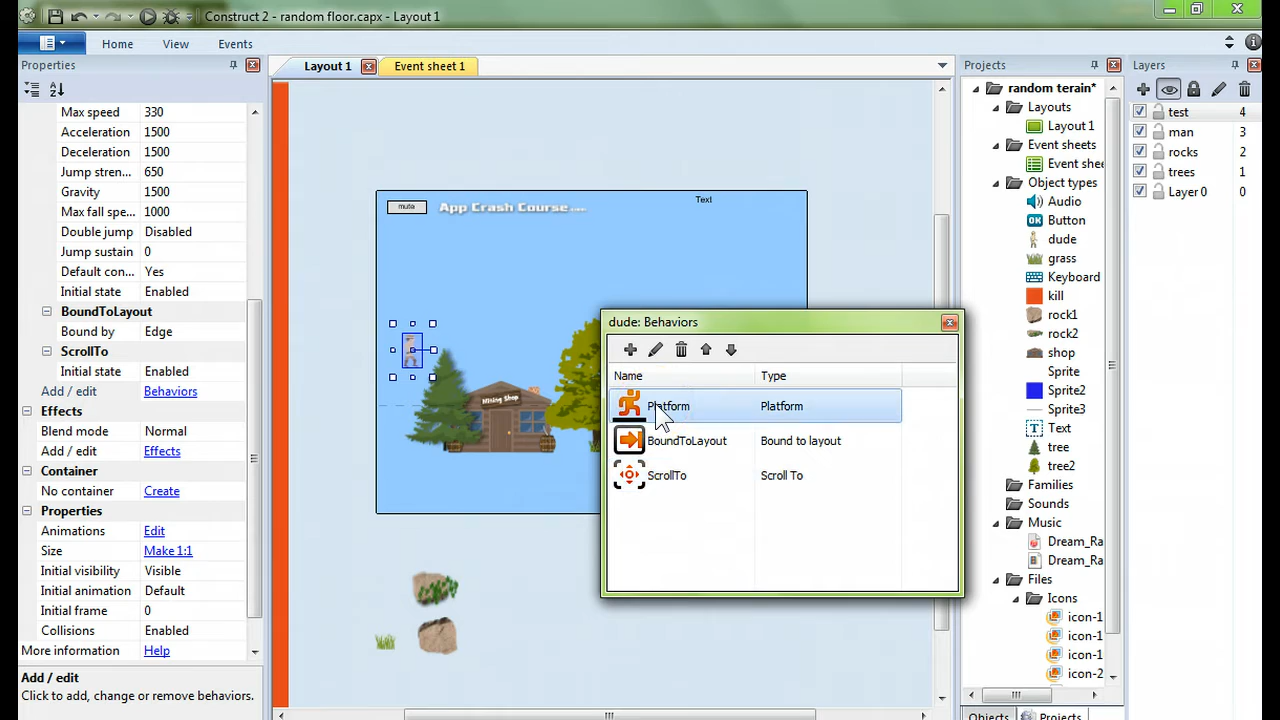 Construct 2 - random floor.capx - Layout 1
Home View Events
Properties
Max speed 330
Acceleration 1500
Deceleration 1500
Jump stren... 650
Gravity 1500
Max fall spe... 1000
Double jump Disabled
Jump sustain 0
Default con... Yes
Initial state Enabled
BoundToLayout
Bound by Edge
ScrollTo
Initial state Enabled
Add / edit Behaviors
Effects
Blend mode Normal
Add / edit Effects
Container
No container Create
Properties
Animations Edit
Size Make 1:1
Initial visibility Visible
Initial animation Default
Initial frame 0
Collisions Enabled
More information Help
Add / edit
Click to add, change or remove behaviors.
Layout 1 Event sheet 1
mute App Crash Course.com Text
Hiking Shop
dude: Behaviors
Name Type
Platform Platform
BoundToLayout Bound to layout
ScrollTo Scroll To
Projects
random terain*
Layouts
Layout 1
Event sheets
Event shee
Object types
Audio
OK Button
dude
grass
Keyboard
kill
rock1
rock2
shop
Sprite
Sprite2
Sprite3
T Text
tree
tree2
Families
Sounds
Music
Dream_Ra
Dream_Ra
Files
Icons
icon-1
icon-1
icon-1
icon-2
Objects Projects
Layers
test 4
man 3
rocks 2
trees 1
Layer 0 0